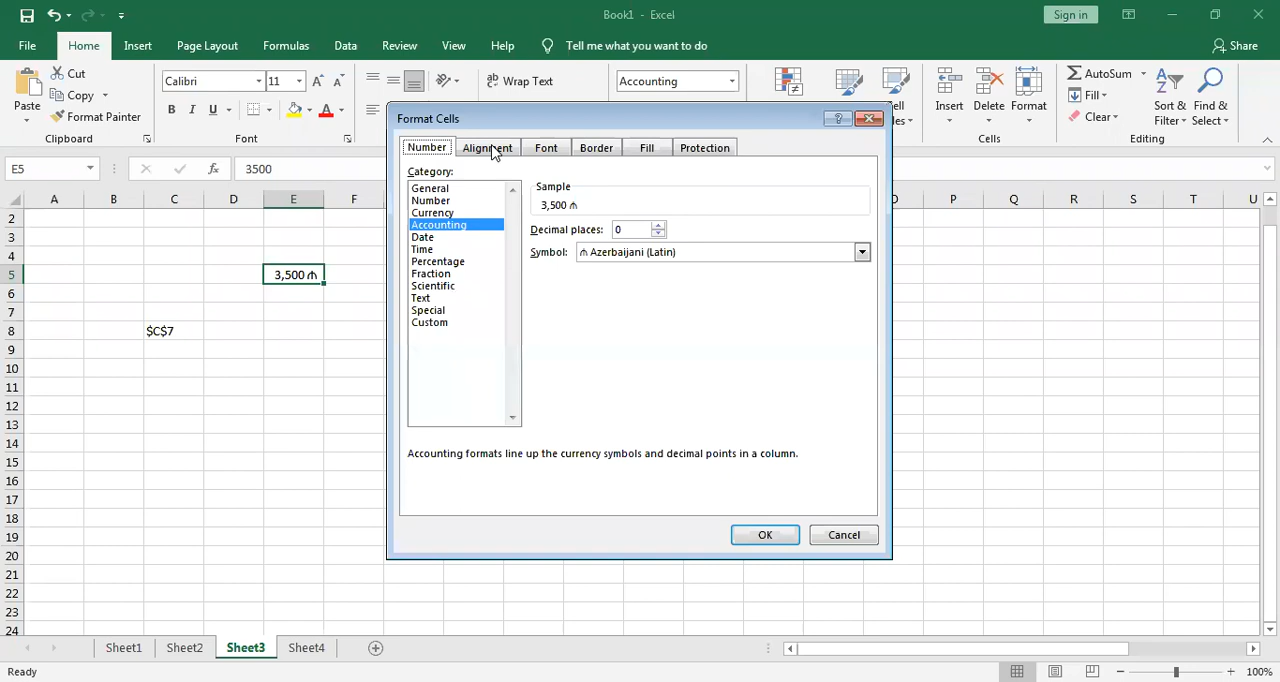 Book1 - Excel
Sign in
File Home Insert Page Layout Formulas Data Review View Help Tell me what you want to do Share
Paste
Cut
Copy
Format Painter
Clipboard
Calibri 11
B I U
Font
Wrap Text
Accounting
Insert Delete Format
Cells
AutoSum
Fill
Clear
Sort & Filter
Find & Select
Editing
E5 fx 3500
A B C D E F P Q R S T U
2
3
4
5 3,500 ₼
6
7
8 $C$7
9
10
11
12
13
14
15
16
17
18
19
20
21
22
23
24
Format Cells
Number Alignment Font Border Fill Protection
Category:
General
Number
Currency
Accounting
Date
Time
Percentage
Fraction
Scientific
Text
Special
Custom
Sample
3,500 ₼
Decimal places: 0
Symbol: ₼ Azerbaijani (Latin)
Accounting formats line up the currency symbols and decimal points in a column.
OK Cancel
Sheet1 Sheet2 Sheet3 Sheet4
Ready
100%